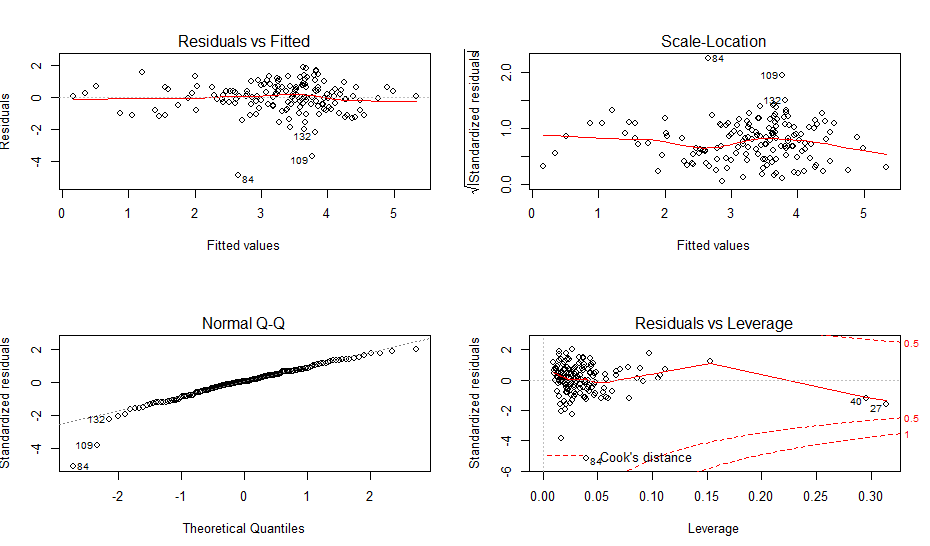 Residuals vs Fitted
Residuals
2
0
-2
-4
132
109
84
0 1 2 3 4 5
Fitted values
Scale-Location
√|Standardized residuals|
2.0
1.0
0.0
84
109
132
0 1 2 3 4 5
Fitted values
Normal Q-Q
Standardized residuals
2
0
-2
-4
132
109
84
-2 -1 0 1 2
Theoretical Quantiles
Residuals vs Leverage
Standardized residuals
2
0
-2
-4
-6
0.5
40
27
0.5
1
84
Cook's distance
0.00 0.05 0.10 0.15 0.20 0.25 0.30
Leverage